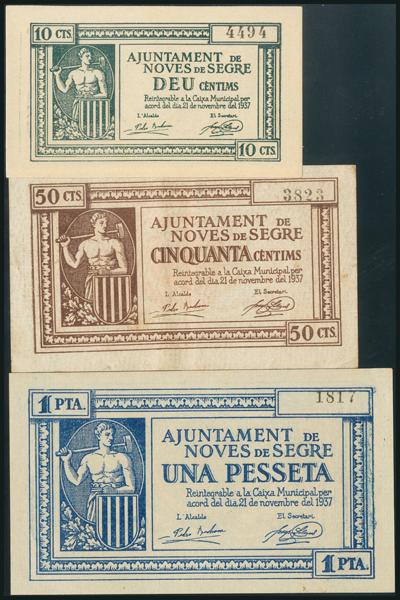 10 CTS.
4494
AJUNTAMENT DE
NOVES DE SEGRE
DEU CÈNTIMS
Reintegrable a la Caixa Municipal per
acord del dia 21 de novembre del 1937
L'Alcalde El Secretari
10 CTS.
50 CTS.
3823
AJUNTAMENT DE
NOVES DE SEGRE
CINQUANTA CÈNTIMS
Reintegrable a la Caixa Municipal per
acord del dia 21 de novembre del 1937
L'Alcalde El Secretari
50 CTS.
1 PTA.
1817
AJUNTAMENT DE
NOVES DE SEGRE
UNA PESSETA
Reintegrable a la Caixa Municipal per
acord del dia 21 de novembre del 1937
L'Alcalde El Secretari
1 PTA.